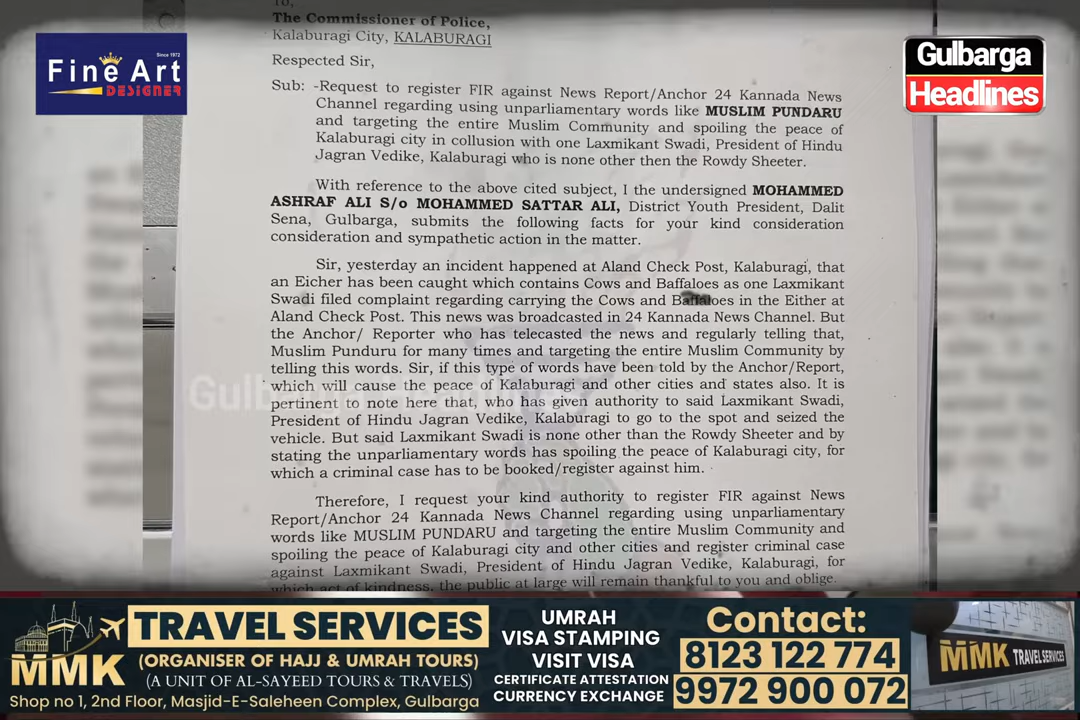 To,
The Commissioner of Police,
Kalaburagi City, KALABURAGI
Respected Sir,
Sub: -Request to register FIR against News Report/Anchor 24 Kannada News
Channel regarding using unparliamentary words like MUSLIM PUNDARU
and targeting the entire Muslim Community and spoiling the peace of
Kalaburagi city in collusion with one Laxmikant Swadi, President of Hindu
Jagran Vedike, Kalaburagi who is none other then the Rowdy Sheeter.
With reference to the above cited subject, I the undersigned MOHAMMED
ASHRAF ALI S/o MOHAMMED SATTAR ALI, District Youth President, Dalit
Sena, Gulbarga, submits the following facts for your kind consideration
consideration and sympathetic action in the matter.
Sir, yesterday an incident happened at Aland Check Post, Kalaburagi, that
an Eicher has been caught which contains Cows and Baffaloes as one Laxmikant
Swadi filed complaint regarding carrying the Cows and Baffaloes in the Either at
Aland Check Post. This news was broadcasted in 24 Kannada News Channel. But
the Anchor/ Reporter who has telecasted the news and regularly telling that,
Muslim Punduru for many times and targeting the entire Muslim Community by
telling this words. Sir, if this type of words have been told by the Anchor/Report,
which will cause the peace of Kalaburagi and other cities and states also. It is
pertinent to note here that, who has given authority to said Laxmikant Swadi,
President of Hindu Jagran Vedike, Kalaburagi to go to the spot and seized the
vehicle. But said Laxmikant Swadi is none other than the Rowdy Sheeter and by
stating the unparliamentary words has spoiling the peace of Kalaburagi city, for
which a criminal case has to be booked/register against him.
Therefore, I request your kind authority to register FIR against News
Report/Anchor 24 Kannada News Channel regarding using unparliamentary
words like MUSLIM PUNDARU and targeting the entire Muslim Community and
spoiling the peace of Kalaburagi city and other cities and register criminal case
against Laxmikant Swadi, President of Hindu Jagran Vedike, Kalaburagi, for
which act of kindness, the public at large will remain thankful to you and oblige.
Since 1972
Fine Art
DESIGNER
Gulbarga
Headlines
Gulbarga Headlines
MMK
TRAVEL SERVICES
(ORGANISER OF HAJJ & UMRAH TOURS)
(A UNIT OF AL-SAYEED TOURS & TRAVELS)
Shop no 1, 2nd Floor, Masjid-E-Saleheen Complex, Gulbarga
UMRAH
VISA STAMPING
VISIT VISA
CERTIFICATE ATTESTATION
CURRENCY EXCHANGE
Contact:
8123 122 774
9972 900 072
MMK TRAVEL SERVICES